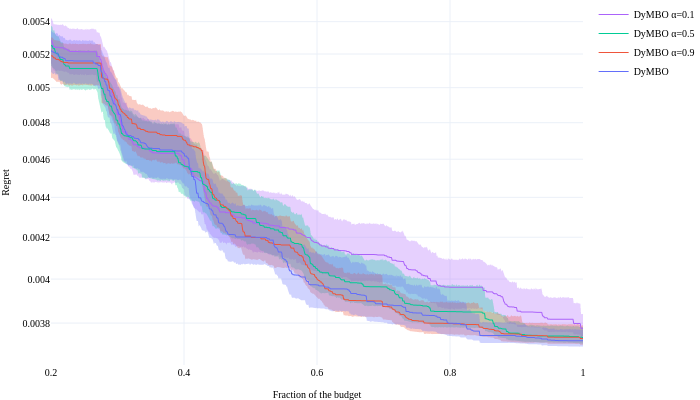 0.0054
0.0052
0.005
0.0048
0.0046
0.0044
0.0042
0.004
0.0038
Regret
0.2
0.4
0.6
0.8
1
Fraction of the budget
DyMBO α=0.1
DyMBO α=0.5
DyMBO α=0.9
DyMBO